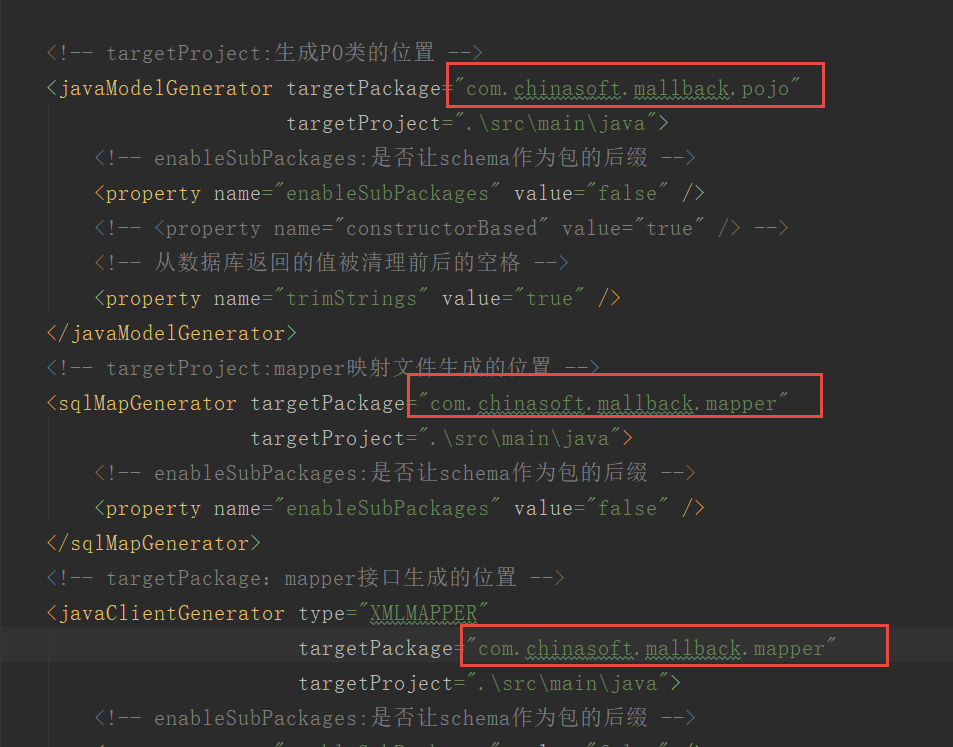 <!-- targetProject:生成PO类的位置 -->
<javaModelGenerator targetPackage="com.chinasoft.mallback.pojo"
targetProject=".\src\main\java">
<!-- enableSubPackages:是否让schema作为包的后缀 -->
<property name="enableSubPackages" value="false" />
<!-- <property name="constructorBased" value="true" /> -->
<!-- 从数据库返回的值被清理前后的空格 -->
<property name="trimStrings" value="true" />
</javaModelGenerator>
<!-- targetProject:mapper映射文件生成的位置 -->
<sqlMapGenerator targetPackage="com.chinasoft.mallback.mapper"
targetProject=".\src\main\java">
<!-- enableSubPackages:是否让schema作为包的后缀 -->
<property name="enableSubPackages" value="false" />
</sqlMapGenerator>
<!-- targetPackage：mapper接口生成的位置 -->
<javaClientGenerator type="XMLMAPPER"
targetPackage="com.chinasoft.mallback.mapper"
targetProject=".\src\main\java">
<!-- enableSubPackages:是否让schema作为包的后缀 -->